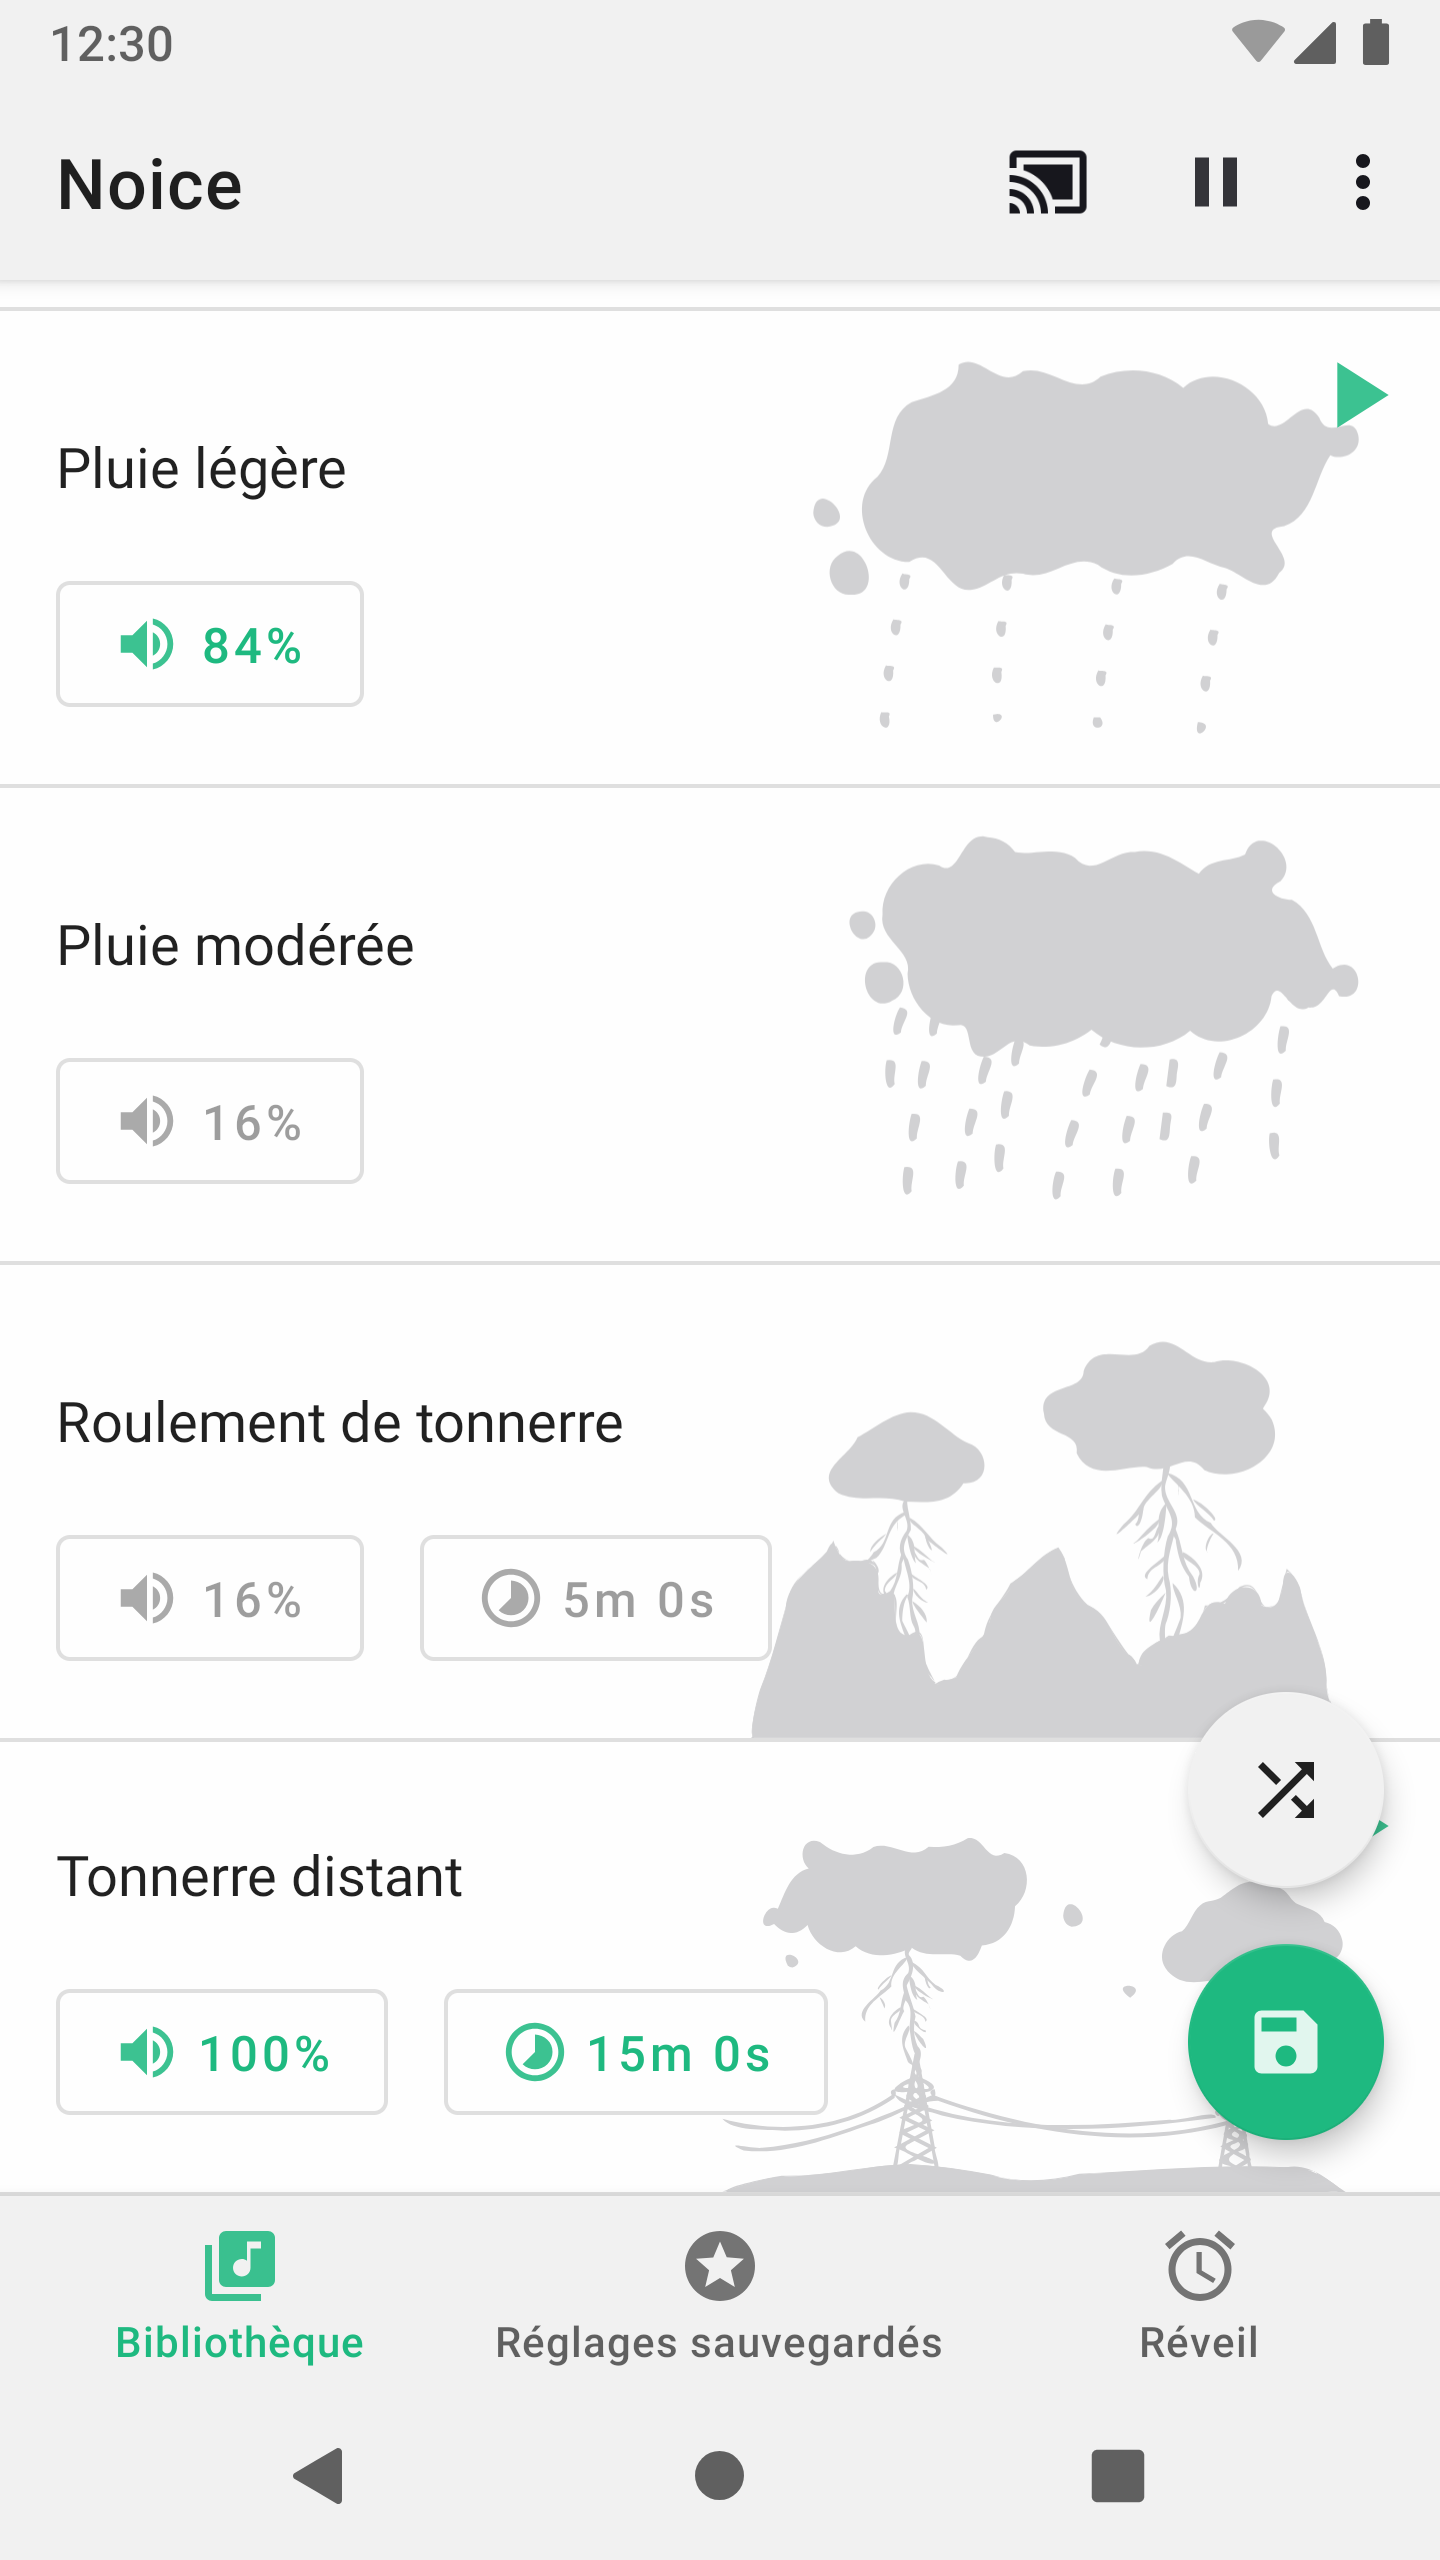 12:30
Noice
Pluie légère
84%
Pluie modérée
16%
Roulement de tonnerre
16%
5m 0s
Tonnerre distant
100%
15m 0s
Bibliothèque
Réglages sauvegardés
Réveil